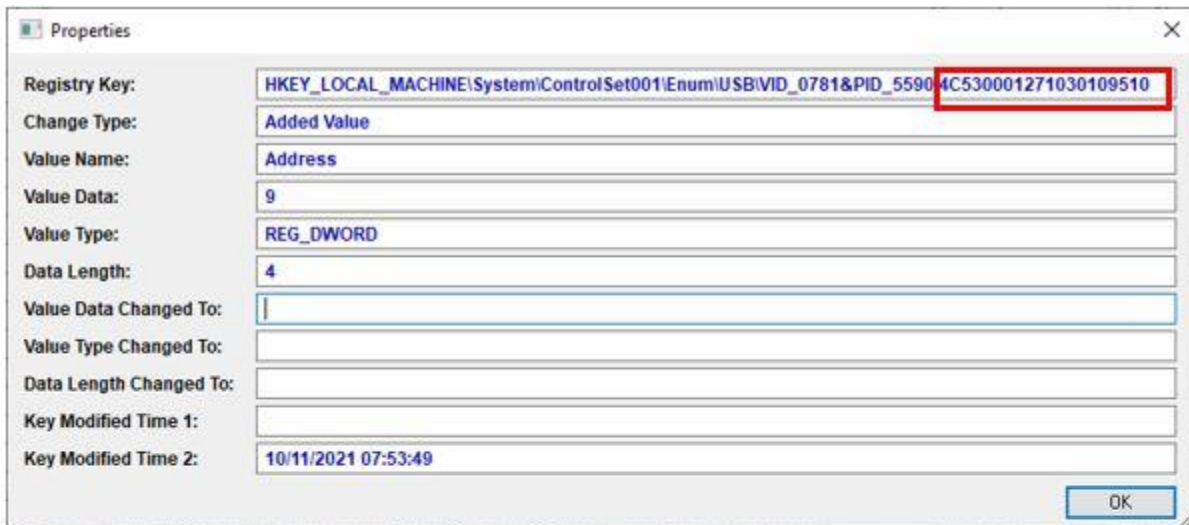 Properties
Registry Key: HKEY_LOCAL_MACHINE\System\ControlSet001\Enum\USB\VID_0781&PID_5590\4C530001271030109510
Change Type: Added Value
Value Name: Address
Value Data: 9
Value Type: REG_DWORD
Data Length: 4
Value Data Changed To:
Value Type Changed To:
Data Length Changed To:
Key Modified Time 1:
Key Modified Time 2: 10/11/2021 07:53:49
OK